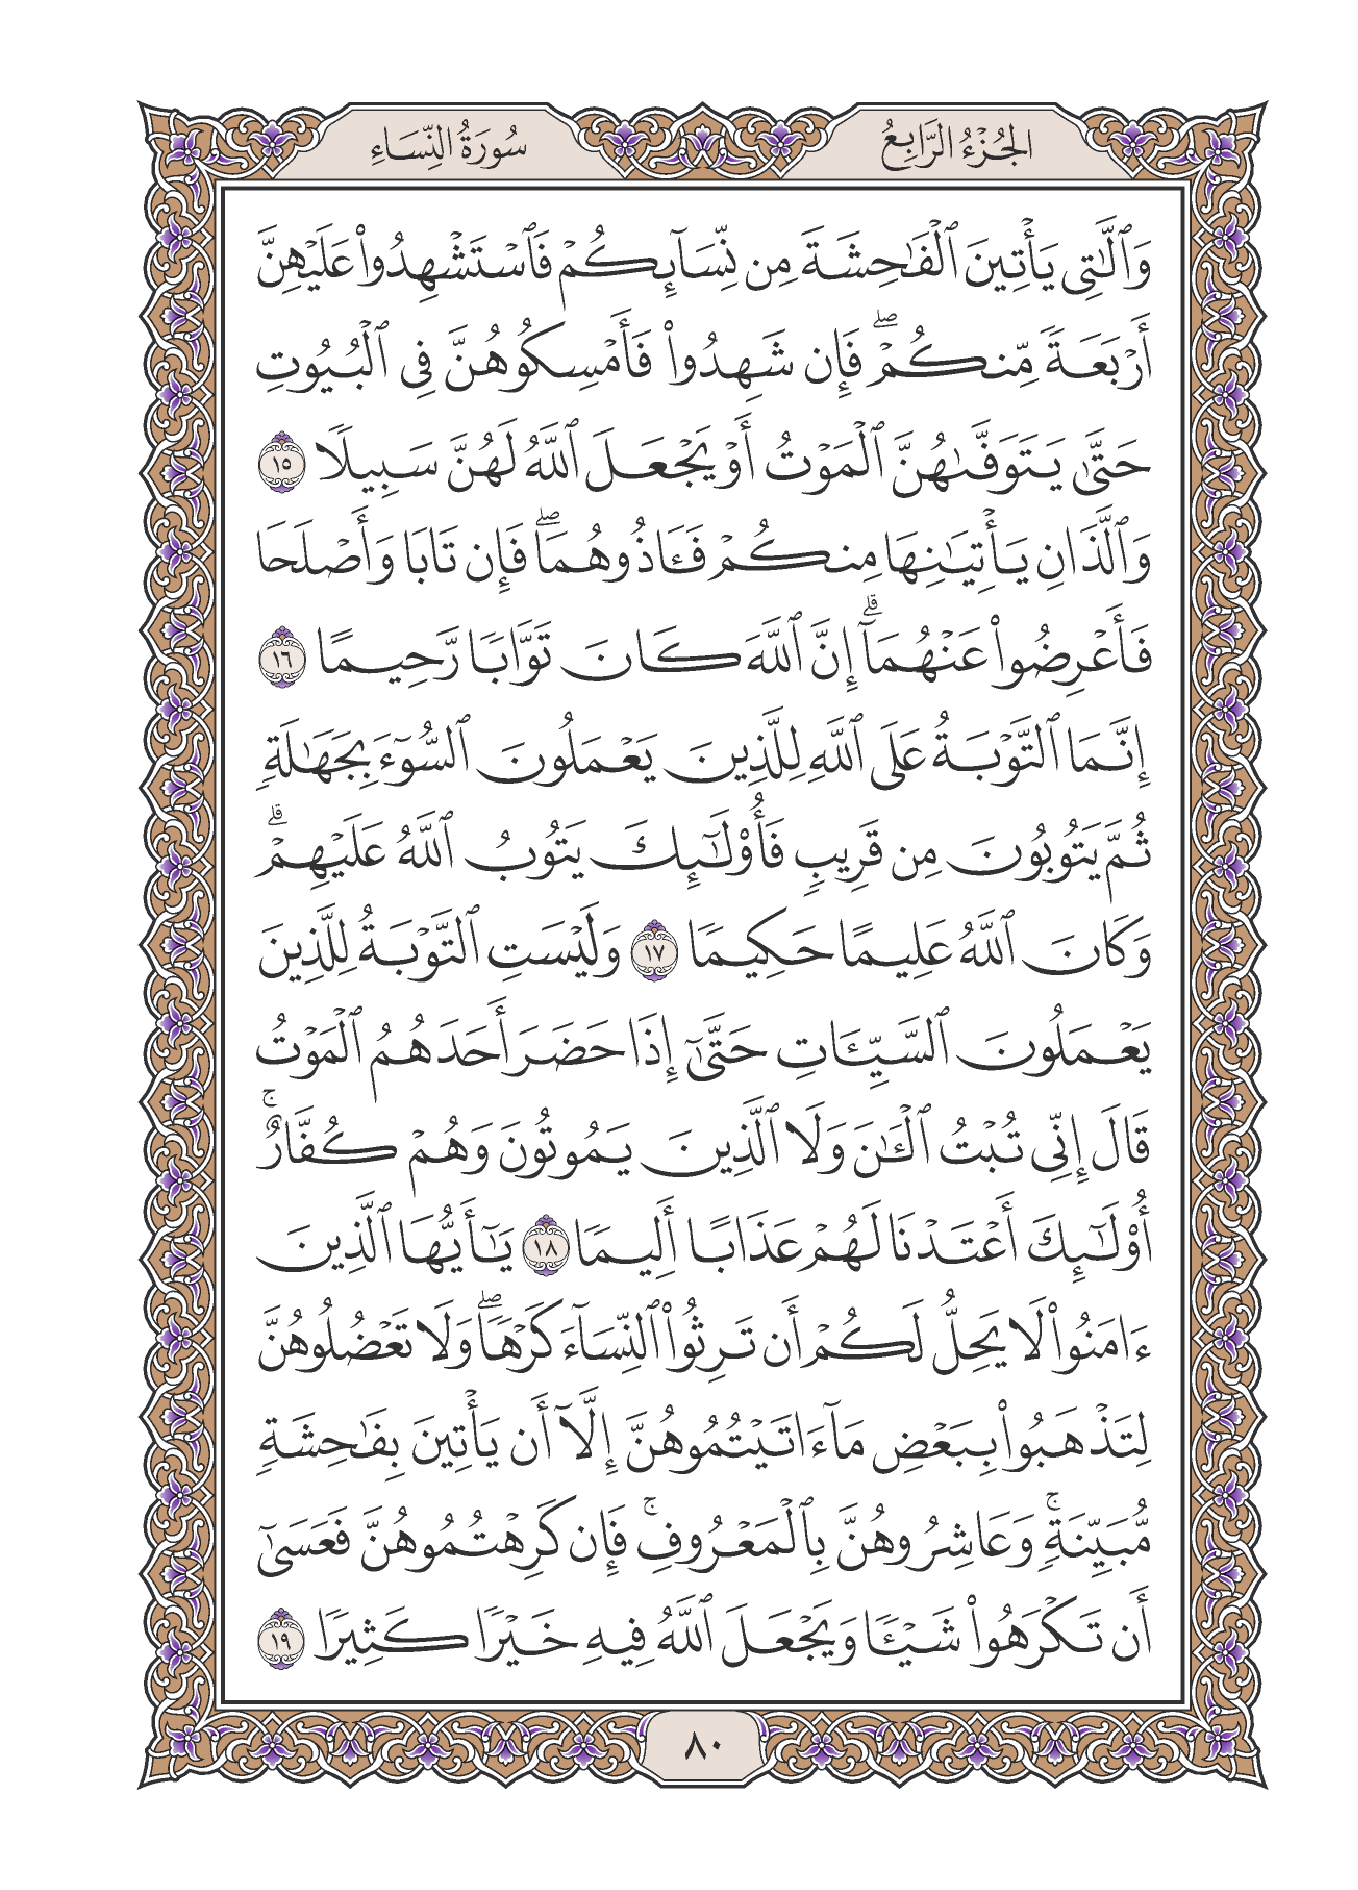 الجُزْءُ الرَّابِعُ
سُورَةُ النِّسَاءِ
وَٱلَّٰتِى يَأْتِينَ ٱلْفَٰحِشَةَ مِن نِّسَآئِكُمْ فَٱسْتَشْهِدُوا۟ عَلَيْهِنَّ
أَرْبَعَةً مِّنكُمْ ۖ فَإِن شَهِدُوا۟ فَأَمْسِكُوهُنَّ فِى ٱلْبُيُوتِ
حَتَّىٰ يَتَوَفَّىٰهُنَّ ٱلْمَوْتُ أَوْ يَجْعَلَ ٱللَّهُ لَهُنَّ سَبِيلًا ١٥
وَٱلَّذَانِ يَأْتِيَٰنِهَا مِنكُمْ فَـَٔاذُوهُمَا ۖ فَإِن تَابَا وَأَصْلَحَا
فَأَعْرِضُوا۟ عَنْهُمَآ ۗ إِنَّ ٱللَّهَ كَانَ تَوَّابًا رَّحِيمًا ١٦
إِنَّمَا ٱلتَّوْبَةُ عَلَى ٱللَّهِ لِلَّذِينَ يَعْمَلُونَ ٱلسُّوٓءَ بِجَهَٰلَةٍ
ثُمَّ يَتُوبُونَ مِن قَرِيبٍ فَأُو۟لَٰٓئِكَ يَتُوبُ ٱللَّهُ عَلَيْهِمْ ۗ
وَكَانَ ٱللَّهُ عَلِيمًا حَكِيمًا ١٧ وَلَيْسَتِ ٱلتَّوْبَةُ لِلَّذِينَ
يَعْمَلُونَ ٱلسَّيِّـَٔاتِ حَتَّىٰٓ إِذَا حَضَرَ أَحَدَهُمُ ٱلْمَوْتُ
قَالَ إِنِّى تُبْتُ ٱلْـَٰٔنَ وَلَا ٱلَّذِينَ يَمُوتُونَ وَهُمْ كُفَّارٌ ۚ
أُو۟لَٰٓئِكَ أَعْتَدْنَا لَهُمْ عَذَابًا أَلِيمًا ١٨ يَٰٓأَيُّهَا ٱلَّذِينَ
ءَامَنُوا۟ لَا يَحِلُّ لَكُمْ أَن تَرِثُوا۟ ٱلنِّسَآءَ كَرْهًا ۖ وَلَا تَعْضُلُوهُنَّ
لِتَذْهَبُوا۟ بِبَعْضِ مَآ ءَاتَيْتُمُوهُنَّ إِلَّآ أَن يَأْتِينَ بِفَٰحِشَةٍ
مُّبَيِّنَةٍ ۚ وَعَاشِرُوهُنَّ بِٱلْمَعْرُوفِ ۚ فَإِن كَرِهْتُمُوهُنَّ فَعَسَىٰٓ
أَن تَكْرَهُوا۟ شَيْـًٔا وَيَجْعَلَ ٱللَّهُ فِيهِ خَيْرًا كَثِيرًا ١٩
٨٠